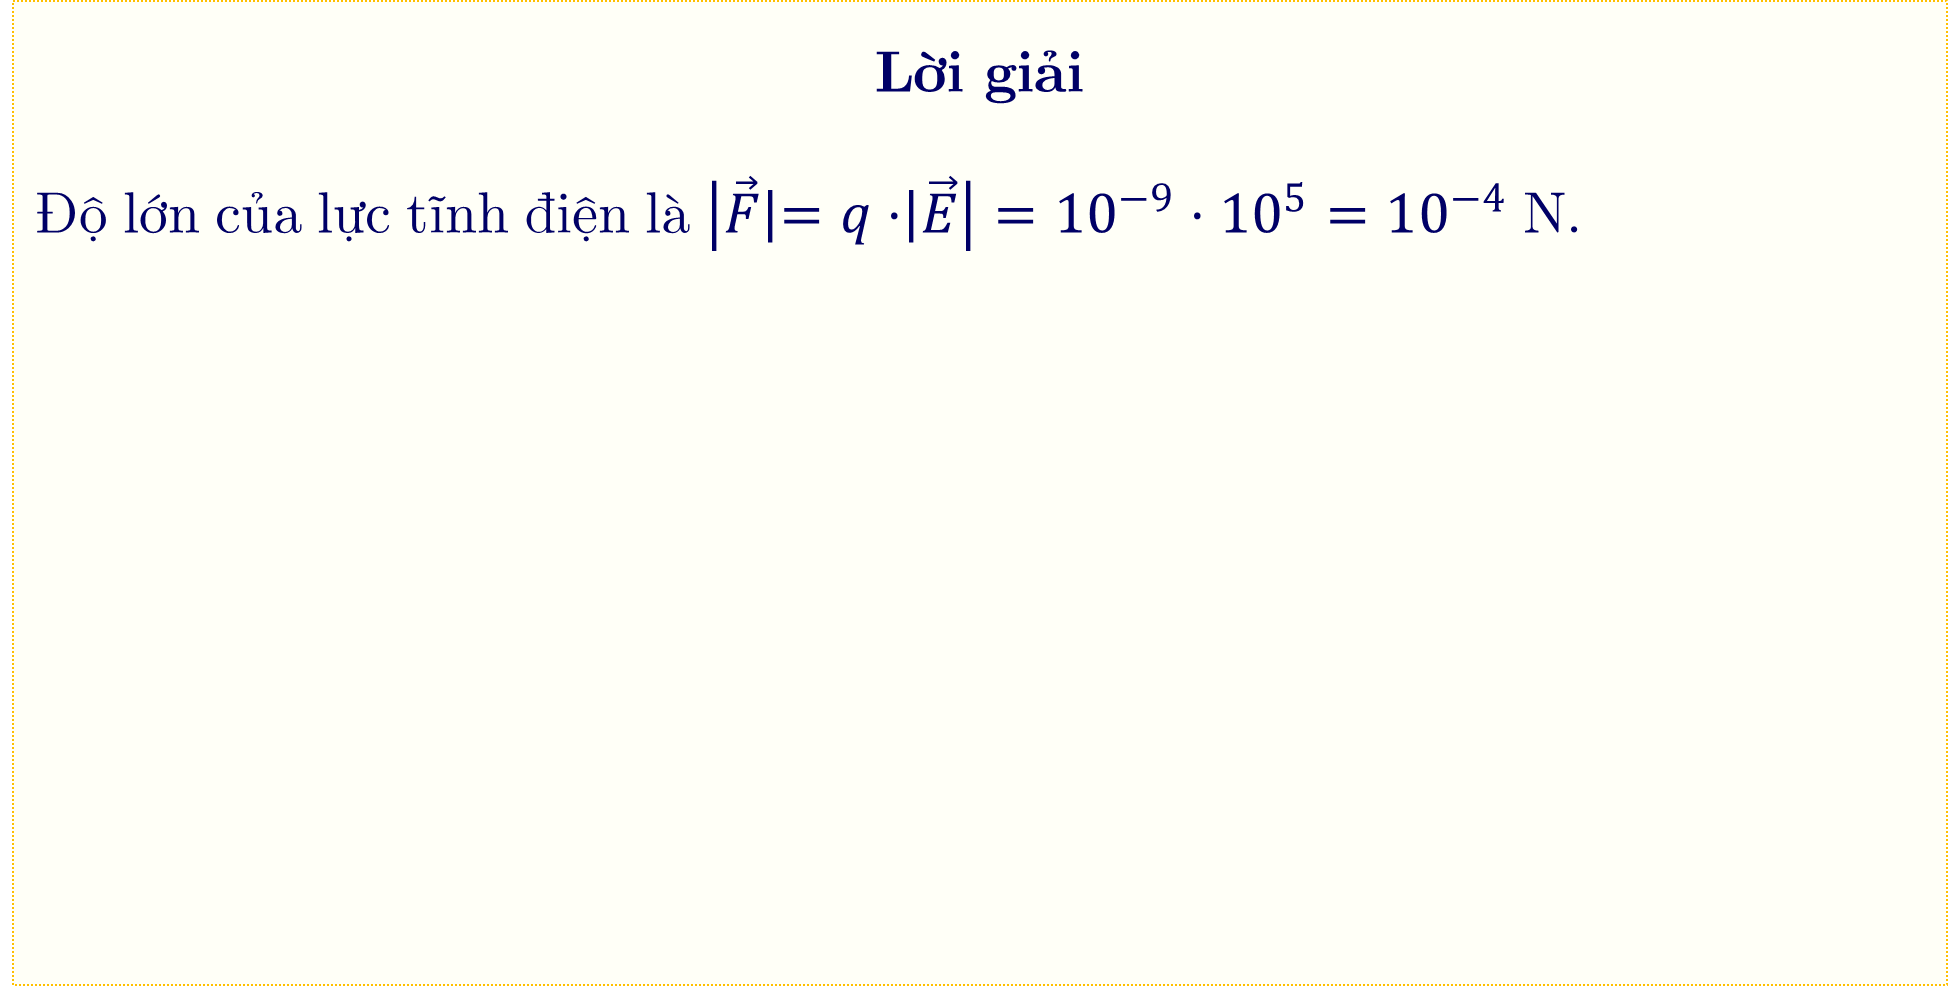 Lời giải
Độ lớn của lực tĩnh điện là |F⃗|= q ·|E⃗| = 10⁻⁹ · 10⁵ = 10⁻⁴ N.